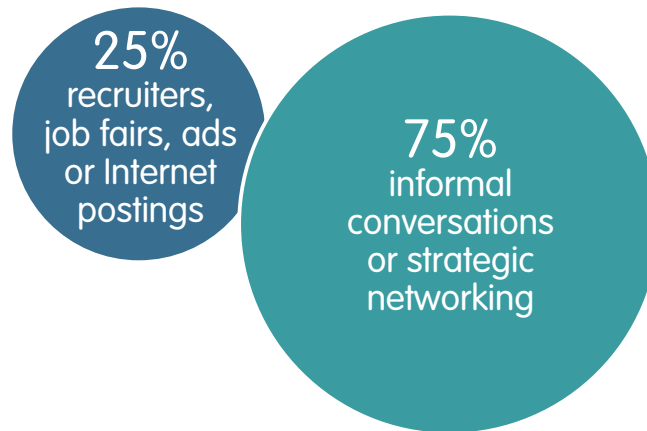 25%
recruiters,
job fairs, ads
or Internet
postings
75%
informal
conversations
or strategic
networking